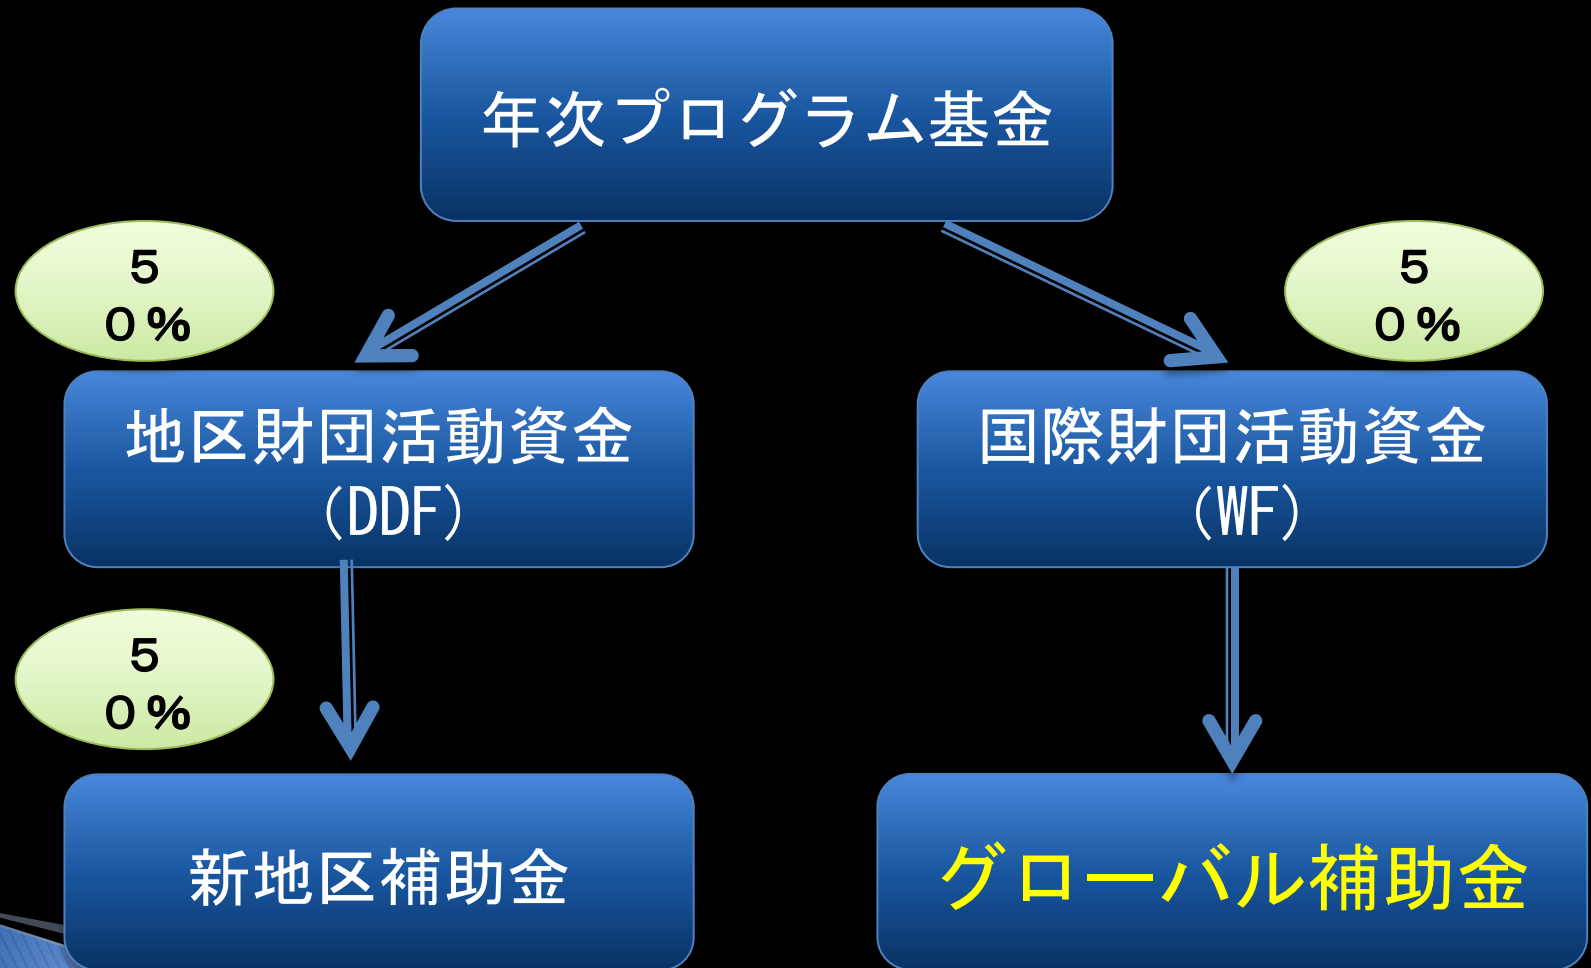 年次プログラム基金
５
０％
５
０％
地区財団活動資金
(DDF)
国際財団活動資金
(WF)
５
０％
新地区補助金
グローバル補助金